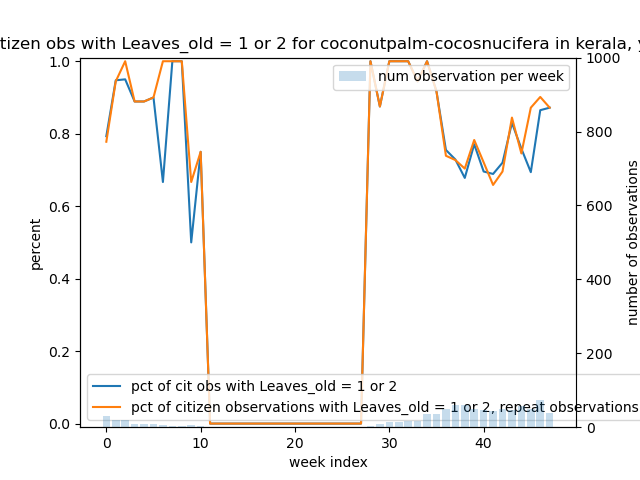 tizen obs with Leaves_old = 1 or 2 for coconutpalm-cocosnucifera in kerala,
num observation per week
1.0
0.8
0.6
0.4
0.2
0.0
percent
1000
800
600
400
200
0
number of observations
pct of cit obs with Leaves_old = 1 or 2
pct of citizen observations with Leaves_old = 1 or 2, repeat observations
0
10
20
30
40
week index